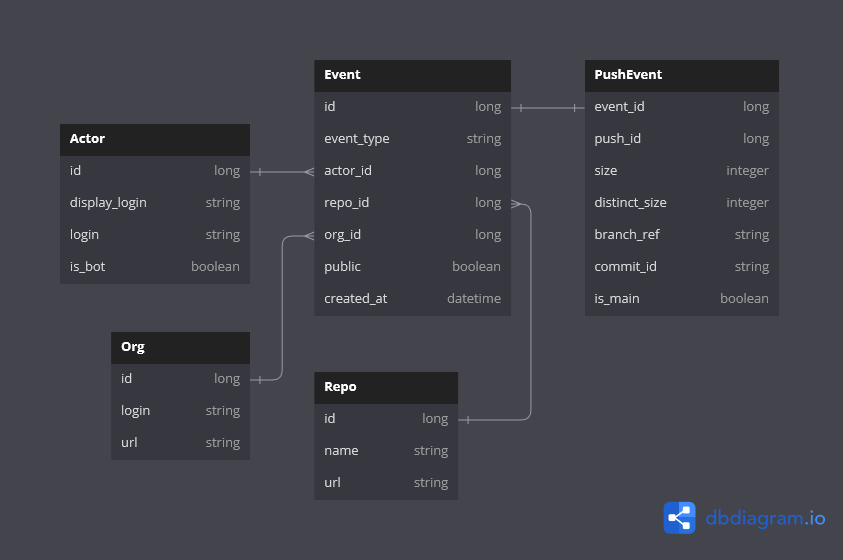 Actor
id long
display_login string
login string
is_bot boolean
Org
id long
login string
url string
Event
id long
event_type string
actor_id long
repo_id long
org_id long
public boolean
created_at datetime
Repo
id long
name string
url string
PushEvent
event_id long
push_id long
size integer
distinct_size integer
branch_ref string
commit_id string
is_main boolean
dbdiagram.io